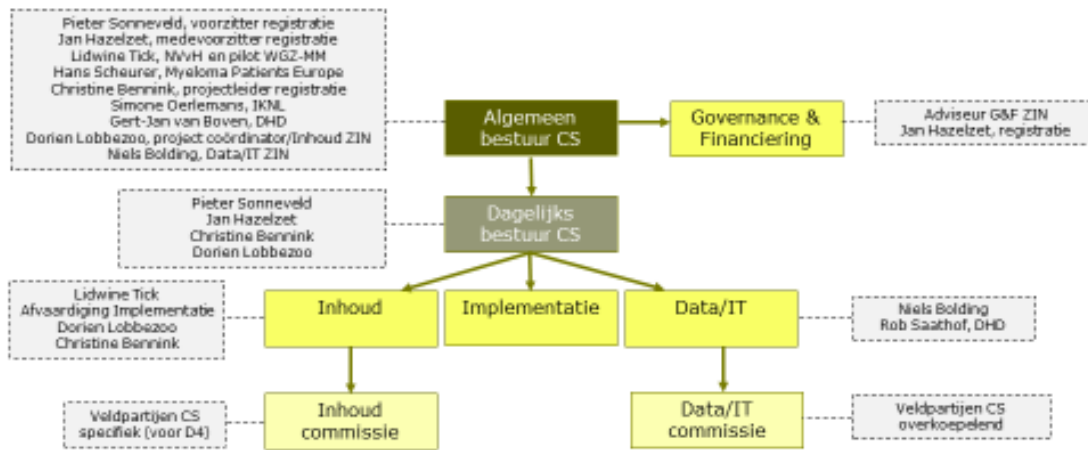 Pieter Sonneveld, voorzitter registratie
Jan Hazelzet, medevoorzitter registratie
Lidwine Tick, NVvH en pilot WGZ-MM
Hans Scheurer, Myeloma Patients Europe
Christine Bennink, projectleider registratie
Simone Oerlemans, IKNL
Gert-Jan van Boven, DHD
Dorien Lobbezoo, project coördinator/Inhoud ZIN
Niels Bolding, Data/IT ZIN
Algemeen
bestuur CS
Governance &
Financiering
Adviseur G&F ZIN
Jan Hazelzet, registratie
Pieter Sonneveld
Jan Hazelzet
Christine Bennink
Dorien Lobbezoo
Dagelijks
bestuur CS
Lidwine Tick
Afvaardiging Implementatie
Dorien Lobbezoo
Christine Bennink
Inhoud
Implementatie
Data/IT
Niels Bolding
Rob Saathof, DHD
Veldpartijen CS
specifiek (voor D4)
Inhoud
commissie
Data/IT
commissie
Veldpartijen CS
overkoepelend